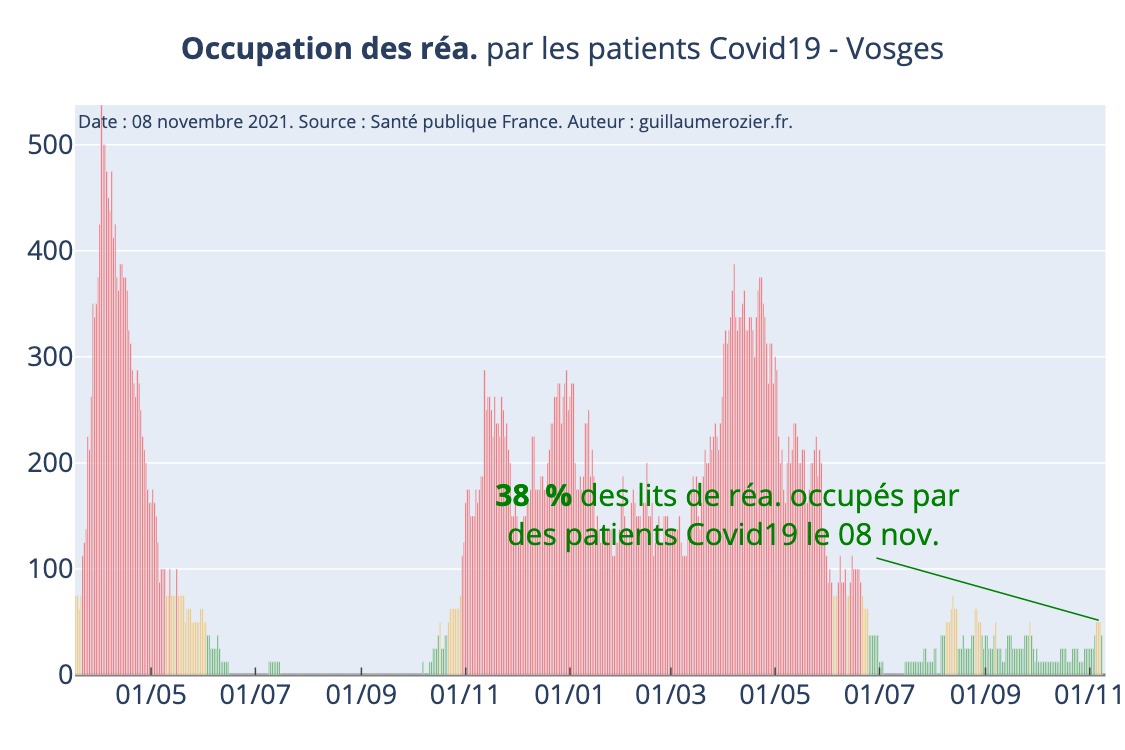 Occupation des réa. par les patients Covid19 - Vosges
Date : 08 novembre 2021. Source : Santé publique France. Auteur : guillaumerozier.fr.
500
400
300
200
38 % des lits de réa. occupés par
des patients Covid19 le 08 nov.
100
0
01/05 01/07 01/09 01/11 01/01 01/03 01/05 01/07 01/09 01/11